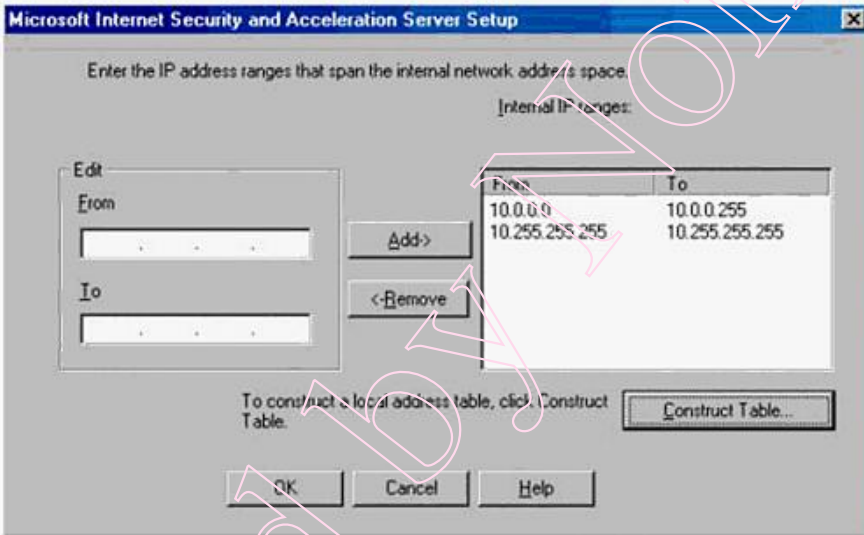 Microsoft Internet Security and Acceleration Server Setup
Enter the IP address ranges that span the internal network address space.
Internal IP ranges:
Edit
From
To
Add->
<-Remove
From To
10.0.0.0 10.0.0.255
10.255.255.255 10.255.255.255
To construct a local address table, click Construct
Table.
Construct Table...
OK Cancel Help